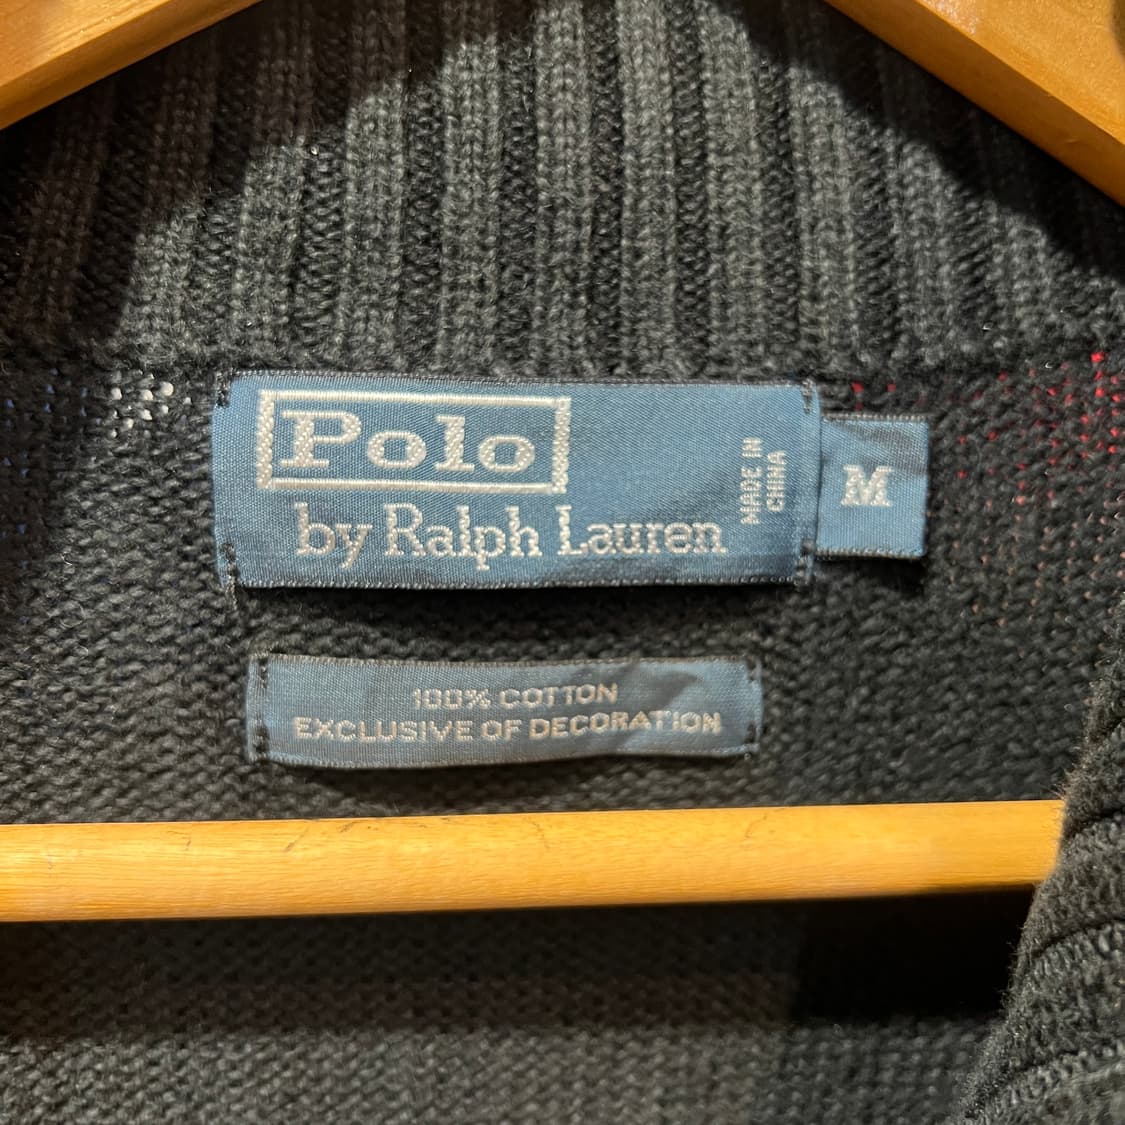 Polo
by Ralph Lauren
MADE IN
CHINA
M
100% COTTON
EXCLUSIVE OF DECORATION